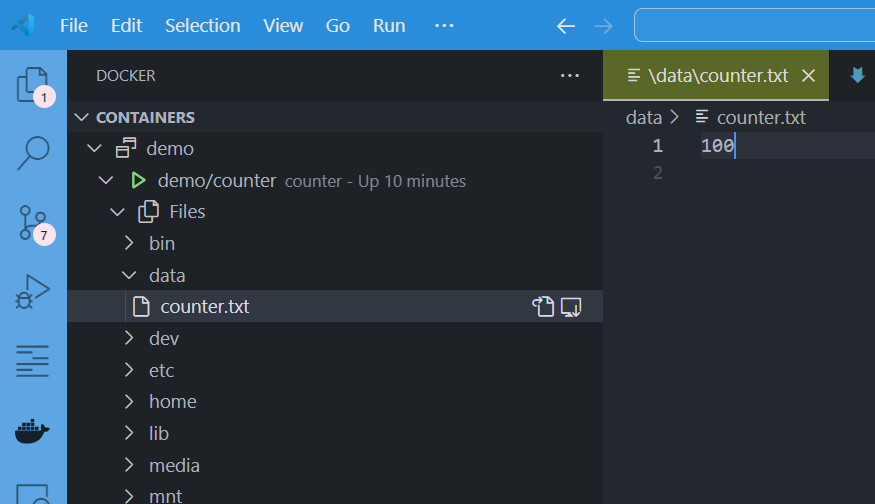 File Edit Selection View Go Run ...
1
7
DOCKER ...
CONTAINERS
demo
demo/counter counter - Up 10 minutes
Files
bin
data
counter.txt
dev
etc
home
lib
media
mnt
\data\counter.txt
data > counter.txt
1 100
2